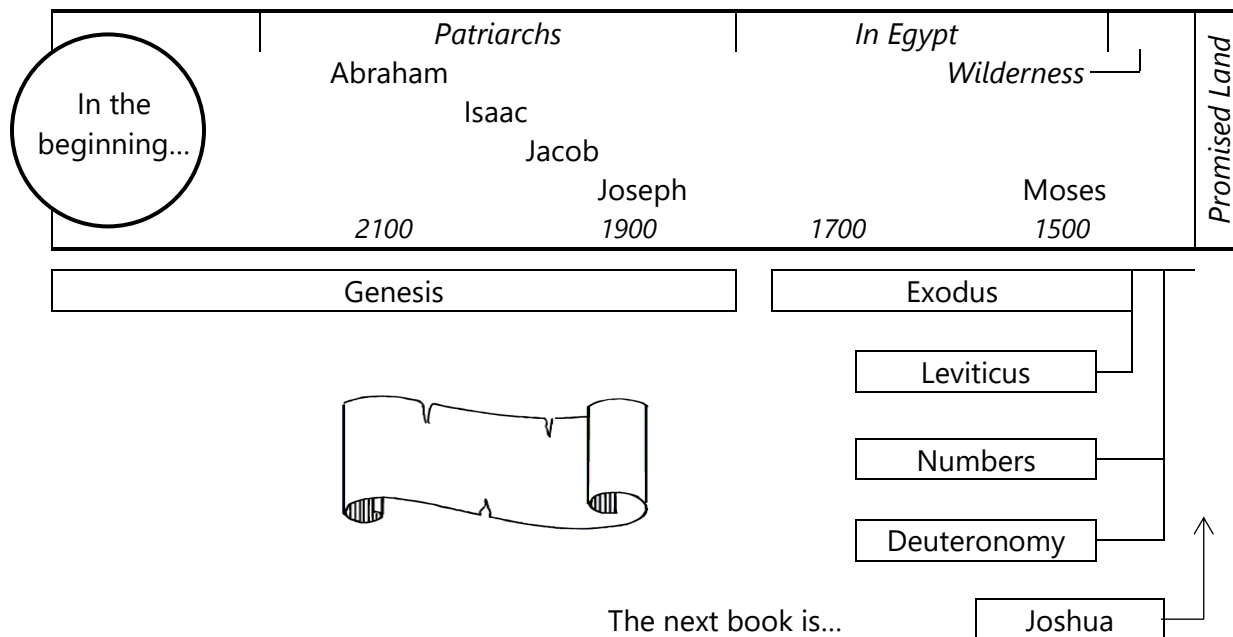 Patriarchs
In Egypt
Promised Land
Abraham
Wilderness
In the
beginning...
Isaac
Jacob
Joseph
Moses
2100
1900
1700
1500
Genesis
Exodus
Leviticus
Numbers
Deuteronomy
The next book is...
Joshua